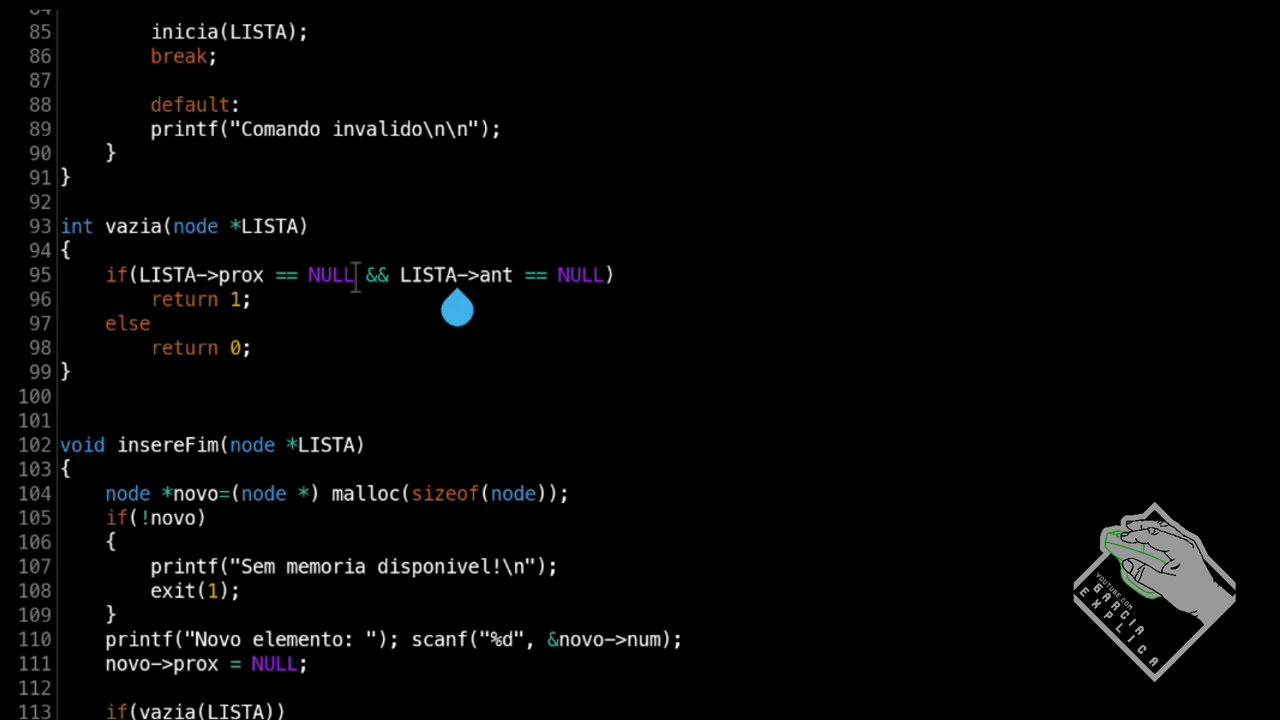 85 inicia(LISTA);
86 break;
87
88 default:
89 printf("Comando invalido\n\n");
90 }
91 }
92
93 int vazia(node *LISTA)
94 {
95 if(LISTA->prox == NULL && LISTA->ant == NULL)
96 return 1;
97 else
98 return 0;
99 }
100
101
102 void insereFim(node *LISTA)
103 {
104 node *novo=(node *) malloc(sizeof(node));
105 if(!novo)
106 {
107 printf("Sem memoria disponivel!\n");
108 exit(1);
109 }
110 printf("Novo elemento: "); scanf("%d", &novo->num);
111 novo->prox = NULL;
112
113 if(vazia(LISTA))
YOUTUBE.COM
GARCIA
EXPLICA